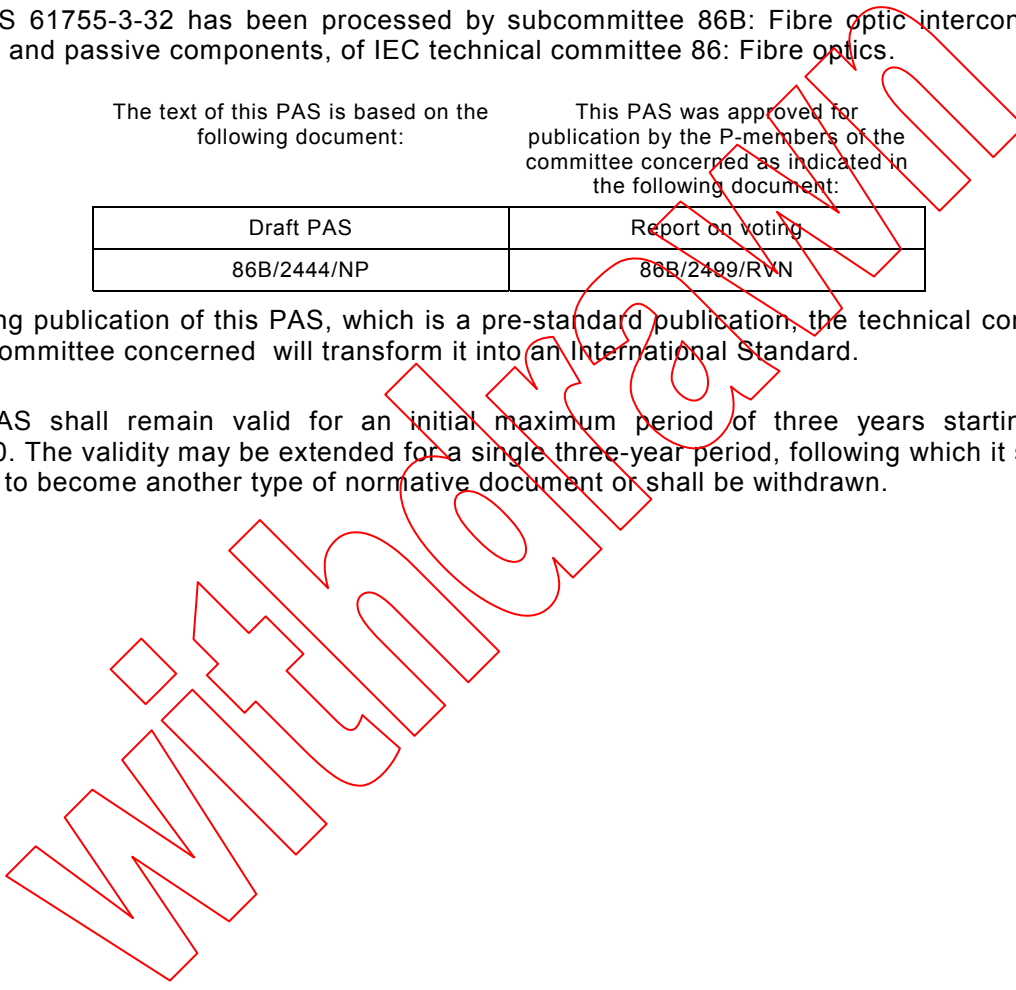 S 61755-3-32 has been processed by subcommittee 86B: Fibre optic intercon
and passive components, of IEC technical committee 86: Fibre optics.
The text of this PAS is based on the
following document:
This PAS was approved for
publication by the P-members of the
committee concerned as indicated in
the following document:
Draft PAS
Report on voting
86B/2444/NP
86B/2499/RVN
ng publication of this PAS, which is a pre-standard publication, the technical co
ommittee concerned will transform it into an International Standard.
AS shall remain valid for an initial maximum period of three years startin
0. The validity may be extended for a single three-year period, following which it s
to become another type of normative document or shall be withdrawn.
withdrawn